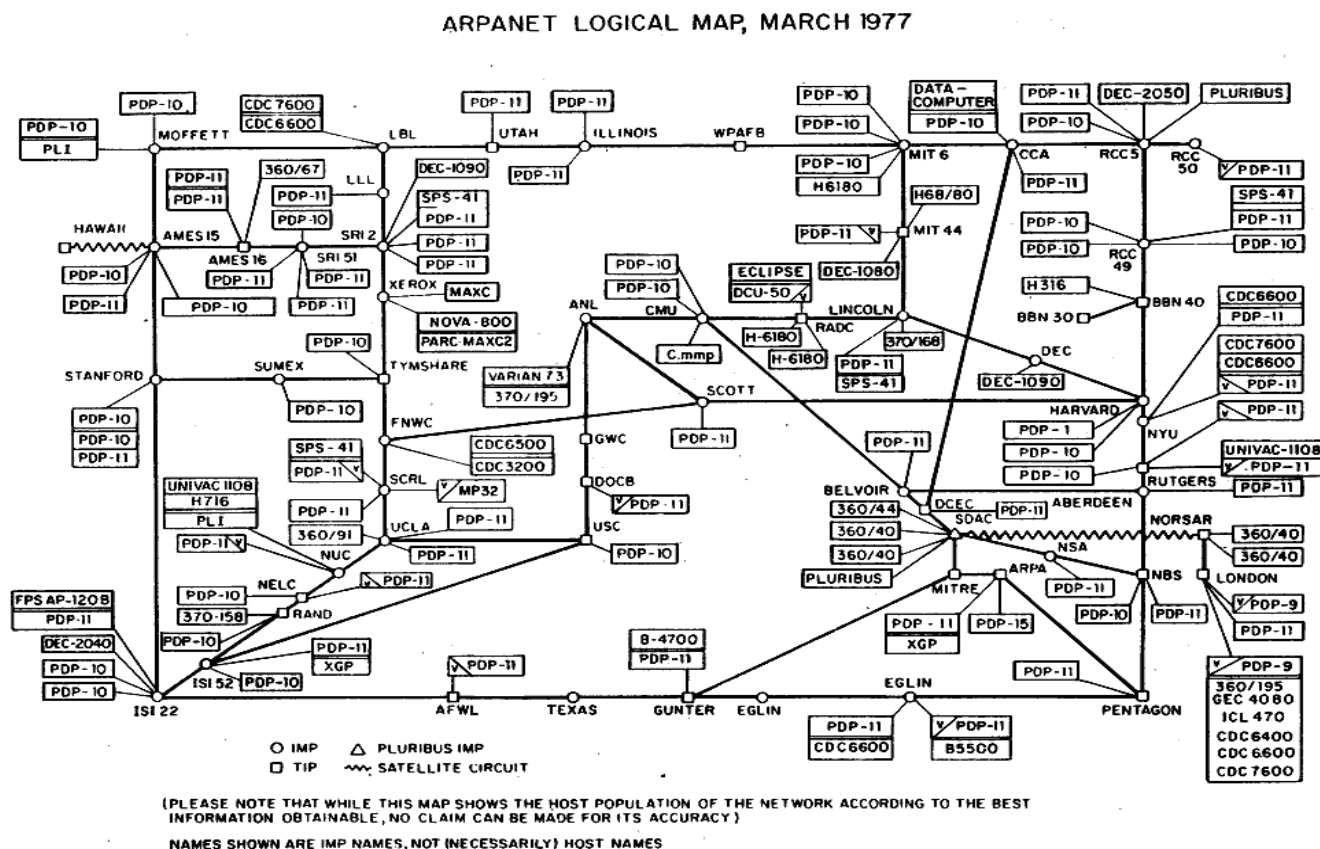 ARPANET LOGICAL MAP, MARCH 1977
PDP-10
PLI
PDP-10
MOFFETT
CDC7600
CDC6600
LBL
PDP-11
UTAH
PDP-11
ILLINOIS
PDP-11
WPAFB
PDP-10
PDP-10
PDP-10
H6180
MIT 6
DATA-
COMPUTER
PDP-10
CCA
PDP-11
PDP-11
PDP-10
DEC-2050
PLURIBUS
RCC5
RCC
50
PDP-11
HAWAII
AMES15
PDP-10
PDP-11
PDP-10
PDP-11
PDP-11
360/67
AMES16
PDP-11
PDP-10
PDP-11
SRI 51
PDP-11
PDP-11
LLL
SRI 2
DEC-1090
SPS-41
PDP-11
PDP-11
PDP-11
XEROX
MAXC
NOVA-800
PARC-MAXC2
H68/80
PDP-11
MIT 44
DEC-1080
PDP-10
PDP-10
SPS-41
PDP-11
PDP-10
RCC
49
H316
BBN 40
BBN 30
ANL
VARIAN 73
370/195
PDP-10
PDP-10
CMU
C.mmp
ECLIPSE
DCU-50
RADC
H-6180
H-6180
LINCOLN
370/168
PDP-11
SPS-41
DEC
DEC-1090
CDC6600
PDP-11
CDC7600
CDC6600
PDP-11
PDP-11
STANFORD
PDP-10
PDP-10
PDP-11
SUMEX
PDP-10
PDP-10
TYMSHARE
SCOTT
PDP-11
HARVARD
PDP-1
PDP-10
PDP-10
NYU
FNWC
CDC6500
CDC3200
GWC
DOCB
PDP-11
SPS-41
PDP-11
SCRL
MP32
PDP-11
360/91
UCLA
PDP-11
PDP-11
USC
PDP-10
UNIVAC 1108
H716
PLI
PDP-11
NUC
PDP-11
BELVOIR
360/44
360/40
360/40
PLURIBUS
DCEC
PDP-11
SDAC
ABERDEEN
UNIVAC-1108
PDP-11
RUTGERS
PDP-11
NORSAR
360/40
360/40
NSA
PDP-11
NBS
PDP-10
PDP-11
LONDON
PDP-9
PDP-11
PDP-9
360/195
GEC 4080
ICL 470
CDC6400
CDC6600
CDC7600
MITRE
ARPA
PDP-11
XGP
PDP-15
NELC
PDP-10
PDP-11
370-158
RAND
PDP-10
FPS AP-120B
PDP-11
DEC-2040
PDP-10
PDP-10
ISI 22
ISI 52
PDP-11
XGP
PDP-10
PDP-11
AFWL
TEXAS
B-4700
PDP-11
GUNTER
EGLIN
EGLIN
PDP-11
CDC6600
PDP-11
B5500
PDP-11
PENTAGON
IMP
PLURIBUS IMP
TIP
SATELLITE CIRCUIT
(PLEASE NOTE THAT WHILE THIS MAP SHOWS THE HOST POPULATION OF THE NETWORK ACCORDING TO THE BEST
INFORMATION OBTAINABLE, NO CLAIM CAN BE MADE FOR ITS ACCURACY)
NAMES SHOWN ARE IMP NAMES, NOT (NECESSARILY) HOST NAMES